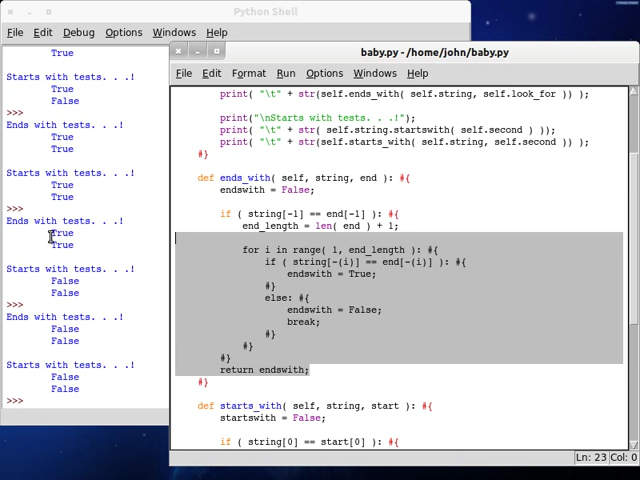 Python Shell
File Edit Debug Options Windows Help
True
Starts with tests. . .!
True
False
>>>
Ends with tests. . .!
True
True
Starts with tests. . .!
True
True
>>>
Ends with tests. . .!
True
True
Starts with tests. . .!
False
False
>>>
Ends with tests. . .!
False
False
Starts with tests. . .!
False
False
>>>
baby.py - /home/john/baby.py
File Edit Format Run Options Windows Help
print( "\t" + str(self.ends_with( self.string, self.look_for )) );
print("\nStarts with tests. . .!");
print( "\t" + str( self.string.startswith( self.second ) ));
print( "\t" + str(self.starts_with( self.string, self.second )) );
#}
def ends_with( self, string, end ): #{
endswith = False;
if ( string[-1] == end[-1] ): #{
end_length = len( end ) + 1;
for i in range( 1, end_length ): #{
if ( string[-(i)] == end[-(i)] ): #{
endswith = True;
#}
else: #{
endswith = False;
break;
#}
#}
#}
return endswith;
#}
def starts_with( self, string, start ): #{
startswith = False;
if ( string[0] == start[0] ): #{
Ln: 23 Col: 0